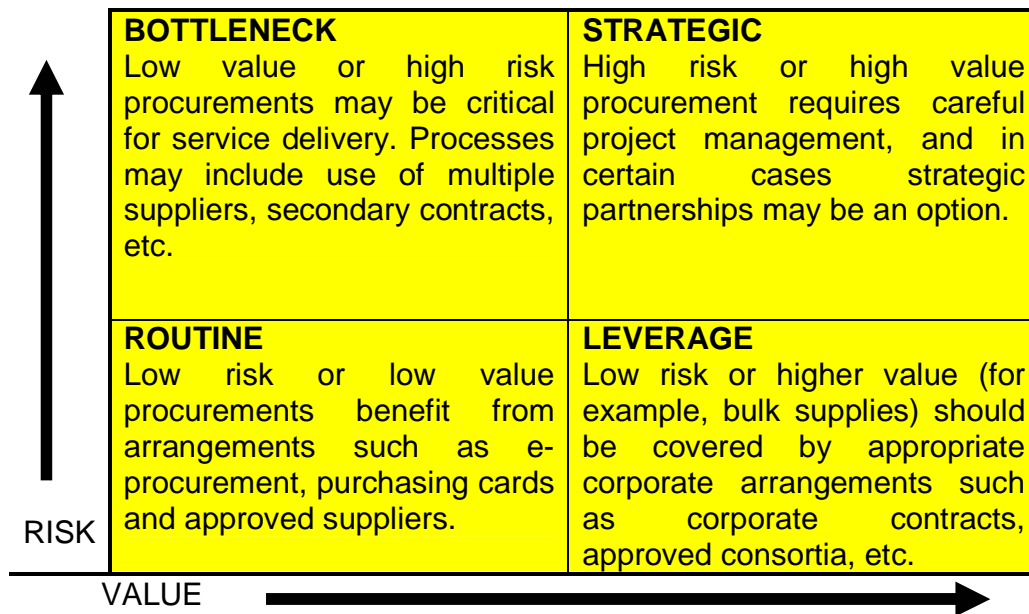 BOTTLENECK
Low value or high risk
procurements may be critical
for service delivery. Processes
may include use of multiple
suppliers, secondary contracts,
etc.
STRATEGIC
High risk or high value
procurement requires careful
project management, and in
certain cases strategic
partnerships may be an option.
ROUTINE
Low risk or low value
procurements benefit from
arrangements such as e-
procurement, purchasing cards
and approved suppliers.
LEVERAGE
Low risk or higher value (for
example, bulk supplies) should
be covered by appropriate
corporate arrangements such
as corporate contracts,
approved consortia, etc.
RISK
VALUE